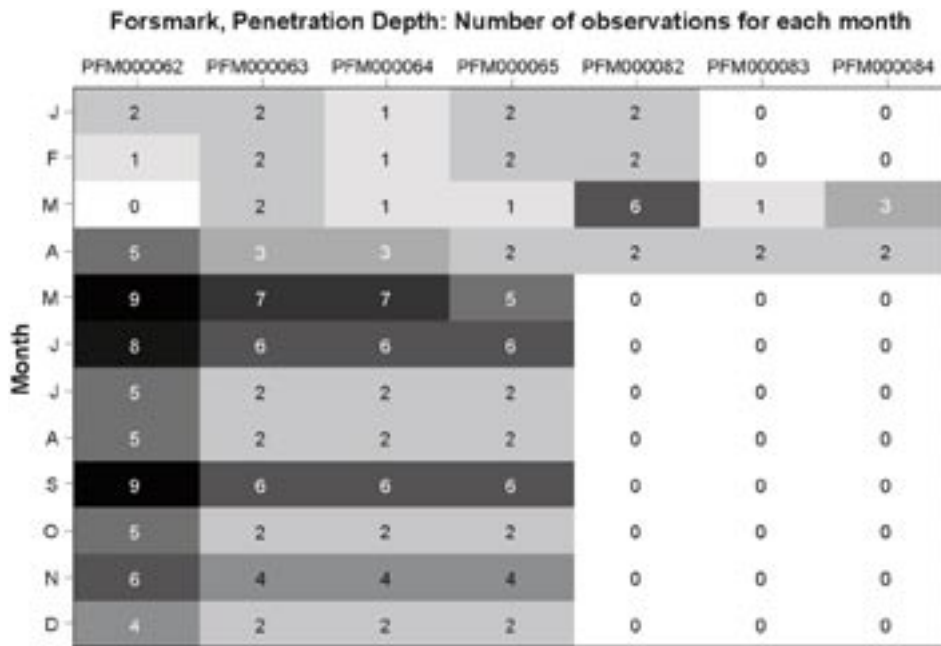 Forsmark, Penetration Depth: Number of observations for each month
PFM000062 PFM000063 PFM000064 PFM000065 PFM000082 PFM000083 PFM000084
J 2 2 1 2 2 0 0
F 1 2 1 2 2 0 0
M 0 2 1 1 6 1 3
A 5 3 3 2 2 2 2
M 9 7 7 5 0 0 0
J 8 6 6 6 0 0 0
J 5 2 2 2 0 0 0
A 5 2 2 2 0 0 0
S 9 6 6 6 0 0 0
O 5 2 2 2 0 0 0
N 6 4 4 4 0 0 0
D 4 2 2 2 0 0 0
Month